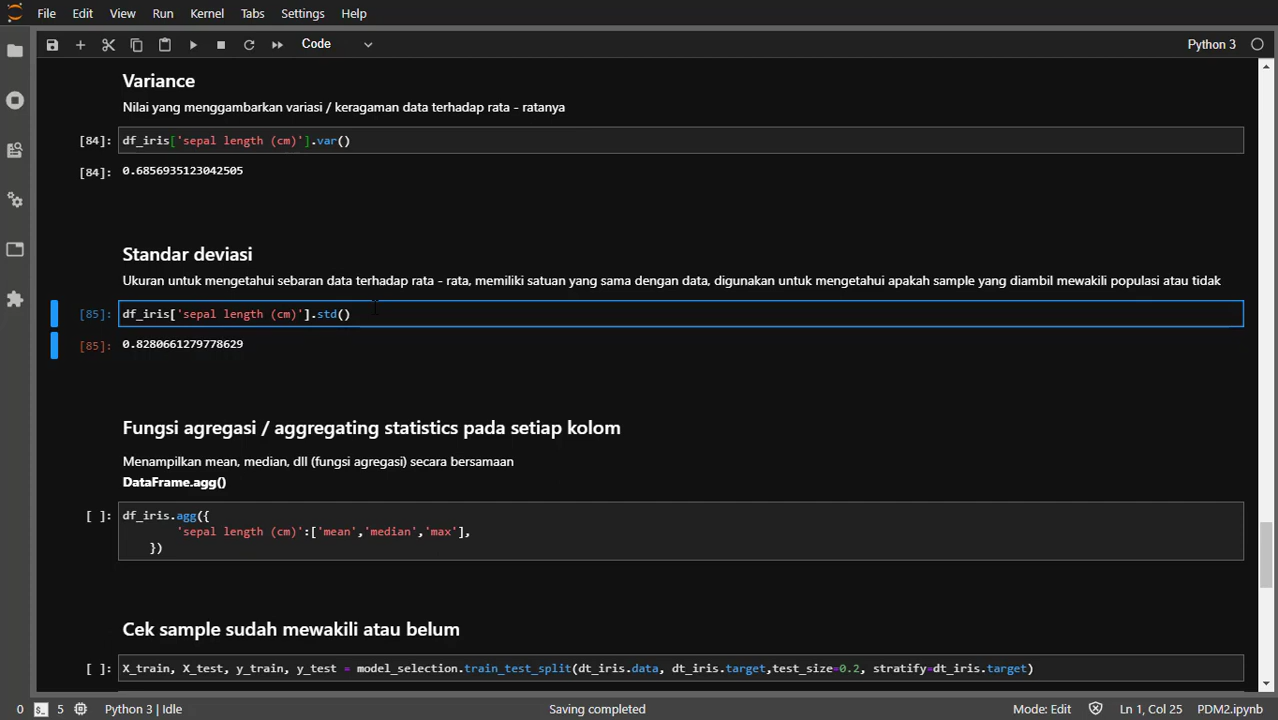 File Edit View Run Kernel Tabs Settings Help
Code Python 3
Variance
Nilai yang menggambarkan variasi / keragaman data terhadap rata - ratanya
[84]: df_iris['sepal length (cm)'].var()
[84]: 0.6856935123042505
Standar deviasi
Ukuran untuk mengetahui sebaran data terhadap rata - rata, memiliki satuan yang sama dengan data, digunakan untuk mengetahui apakah sample yang diambil mewakili populasi atau tidak
[85]: df_iris['sepal length (cm)'].std()
[85]: 0.8280661279778629
Fungsi agregasi / aggregating statistics pada setiap kolom
Menampilkan mean, median, dll (fungsi agregasi) secara bersamaan
DataFrame.agg()
[ ]: df_iris.agg({
'sepal length (cm)':['mean','median','max'],
})
Cek sample sudah mewakili atau belum
[ ]: X_train, X_test, y_train, y_test = model_selection.train_test_split(dt_iris.data, dt_iris.target,test_size=0.2, stratify=dt_iris.target)
0 5 Python 3 | Idle Saving completed Mode: Edit Ln 1, Col 25 PDM2.ipynb